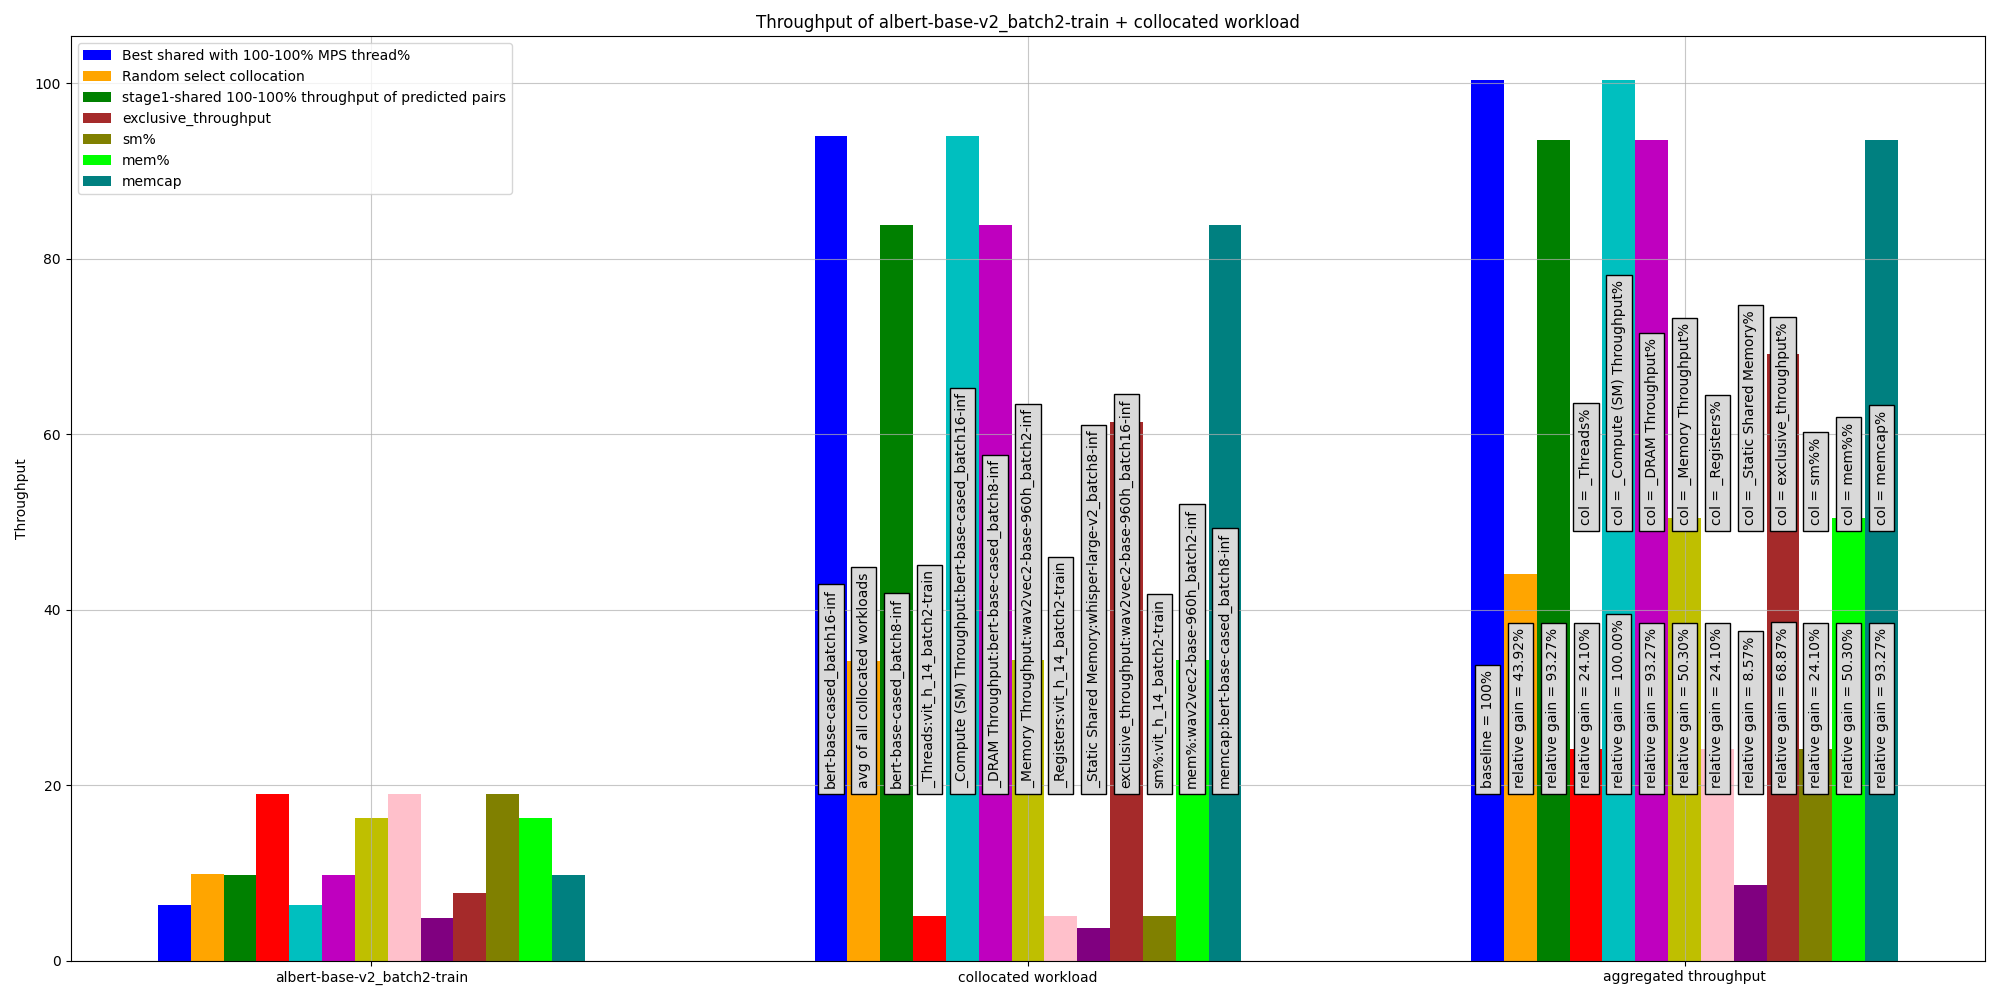 Throughput of albert-base-v2_batch2-train + collocated workload
Best shared with 100-100% MPS thread%
Random select collocation
stage1-shared 100-100% throughput of predicted pairs
exclusive_throughput
sm%
mem%
memcap
Throughput
100
80
60
40
20
0
bert-base-cased_batch16-inf
avg of all collocated workloads
bert-base-cased_batch8-inf
_Threads:vit_h_14_batch2-train
_Compute (SM) Throughput:bert-base-cased_batch16-inf
_DRAM Throughput:bert-base-cased_batch8-inf
_Memory Throughput:wav2vec2-base-960h_batch2-inf
_Registers:vit_h_14_batch2-train
_Static Shared Memory:whisper-large-v2_batch8-inf
exclusive_throughput:wav2vec2-base-960h_batch16-inf
sm%:vit_h_14_batch2-train
mem%:wav2vec2-base-960h_batch2-inf
memcap:bert-base-cased_batch8-inf
col = _Threads%
col = _Compute (SM) Throughput%
col = _DRAM Throughput%
col = _Memory Throughput%
col = _Registers%
col = _Static Shared Memory%
col = exclusive_throughput%
col = sm%%
col = mem%%
col = memcap%
baseline = 100%
relative gain = 43.92%
relative gain = 93.27%
relative gain = 24.10%
relative gain = 100.00%
relative gain = 93.27%
relative gain = 50.30%
relative gain = 24.10%
relative gain = 8.57%
relative gain = 68.87%
relative gain = 24.10%
relative gain = 50.30%
relative gain = 93.27%
albert-base-v2_batch2-train
collocated workload
aggregated throughput